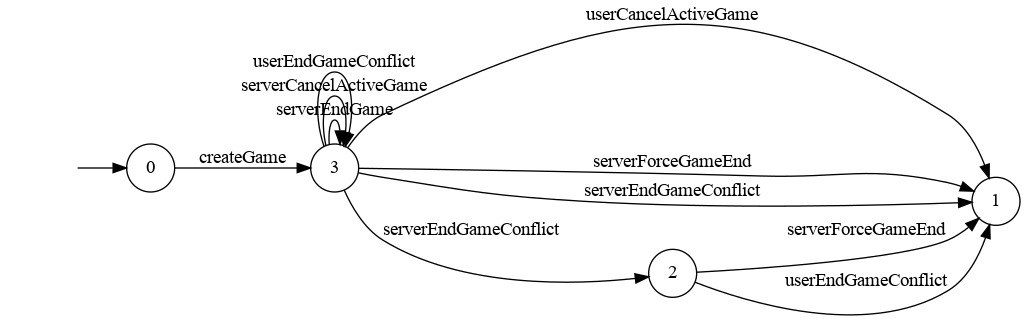 userCancelActiveGame
userEndGameConflict
serverCancelActiveGame
serverEndGame
createGame
0
3
serverForceGameEnd
serverEndGameConflict
1
serverEndGameConflict
serverForceGameEnd
2
userEndGameConflict